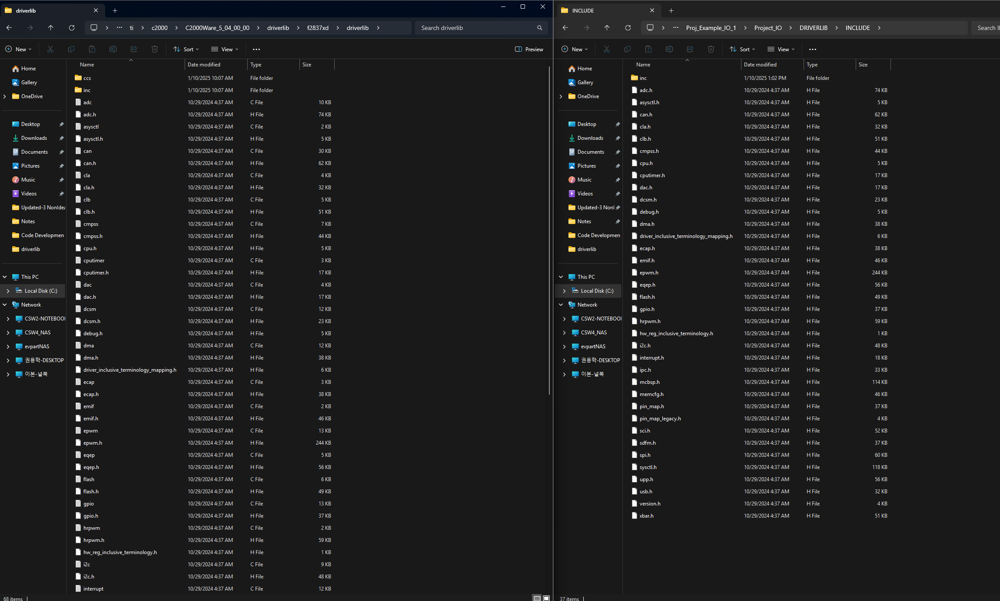 driverlib
ti c2000 C2000Ware_5_04_00_00 driverlib f2837xd driverlib
Search driverlib
New Sort View Preview
Name Date modified Type Size
Home
Gallery
OneDrive
Desktop
Downloads
Documents
Pictures
Music
Videos
Updated-3 NonIdea
Notes
Code Developmen
driverlib
This PC
Local Disk (C:)
Network
CSW2-NOTEBOO
CSW4_NAS
evpartNAS
권용학-DESKTOP
이본-널북
ccs 1/10/2025 10:07 AM File folder
inc 1/10/2025 10:07 AM File folder
adc 10/29/2024 4:37 AM C File 10 KB
adc.h 10/29/2024 4:37 AM H File 74 KB
asysctl 10/29/2024 4:37 AM C File 2 KB
asysctl.h 10/29/2024 4:37 AM H File 5 KB
can 10/29/2024 4:37 AM C File 30 KB
can.h 10/29/2024 4:37 AM H File 62 KB
cla 10/29/2024 4:37 AM C File 4 KB
cla.h 10/29/2024 4:37 AM H File 32 KB
clb 10/29/2024 4:37 AM C File 5 KB
clb.h 10/29/2024 4:37 AM H File 51 KB
cmpss 10/29/2024 4:37 AM C File 7 KB
cmpss.h 10/29/2024 4:37 AM H File 44 KB
cpu.h 10/29/2024 4:37 AM H File 5 KB
cputimer 10/29/2024 4:37 AM C File 3 KB
cputimer.h 10/29/2024 4:37 AM H File 17 KB
dac 10/29/2024 4:37 AM C File 4 KB
dac.h 10/29/2024 4:37 AM H File 17 KB
dcsm 10/29/2024 4:37 AM C File 12 KB
dcsm.h 10/29/2024 4:37 AM H File 23 KB
debug.h 10/29/2024 4:37 AM H File 5 KB
dma 10/29/2024 4:37 AM C File 12 KB
dma.h 10/29/2024 4:37 AM H File 38 KB
driver_inclusive_terminology_mapping.h 10/29/2024 4:37 AM H File 6 KB
ecap 10/29/2024 4:37 AM C File 3 KB
ecap.h 10/29/2024 4:37 AM H File 38 KB
emif 10/29/2024 4:37 AM C File 2 KB
emif.h 10/29/2024 4:37 AM H File 46 KB
epwm 10/29/2024 4:37 AM C File 13 KB
epwm.h 10/29/2024 4:37 AM H File 244 KB
eqep 10/29/2024 4:37 AM C File 5 KB
eqep.h 10/29/2024 4:37 AM H File 56 KB
flash 10/29/2024 4:37 AM C File 6 KB
flash.h 10/29/2024 4:37 AM H File 49 KB
gpio 10/29/2024 4:37 AM C File 13 KB
gpio.h 10/29/2024 4:37 AM H File 37 KB
hrpwm 10/29/2024 4:37 AM C File 2 KB
hrpwm.h 10/29/2024 4:37 AM H File 59 KB
hw_reg_inclusive_terminology.h 10/29/2024 4:37 AM H File 1 KB
i2c 10/29/2024 4:37 AM C File 9 KB
i2c.h 10/29/2024 4:37 AM H File 48 KB
interrupt 10/29/2024 4:37 AM C File 12 KB
68 items
INCLUDE
Proj_Example_IO_1 Project_IO DRIVERLIB INCLUDE
Search I
New Sort View
Name Date modified Type Size
Home
Gallery
OneDrive
Desktop
Downloads
Documents
Pictures
Music
Videos
Updated-3 NonI
Notes
Code Developmen
driverlib
This PC
Local Disk (C:)
Network
CSW2-NOTEBOO
CSW4_NAS
evpartNAS
권용학-DESKTOP
이본-널북
inc 1/10/2025 1:02 PM File folder
adc.h 10/29/2024 4:37 AM H File 74 KB
asysctl.h 10/29/2024 4:37 AM H File 5 KB
can.h 10/29/2024 4:37 AM H File 62 KB
cla.h 10/29/2024 4:37 AM H File 32 KB
clb.h 10/29/2024 4:37 AM H File 51 KB
cmpss.h 10/29/2024 4:37 AM H File 44 KB
cpu.h 10/29/2024 4:37 AM H File 5 KB
cputimer.h 10/29/2024 4:37 AM H File 17 KB
dac.h 10/29/2024 4:37 AM H File 17 KB
dcsm.h 10/29/2024 4:37 AM H File 23 KB
debug.h 10/29/2024 4:37 AM H File 5 KB
dma.h 10/29/2024 4:37 AM H File 38 KB
driver_inclusive_terminology_mapping.h 10/29/2024 4:37 AM H File 6 KB
ecap.h 10/29/2024 4:37 AM H File 38 KB
emif.h 10/29/2024 4:37 AM H File 46 KB
epwm.h 10/29/2024 4:37 AM H File 244 KB
eqep.h 10/29/2024 4:37 AM H File 56 KB
flash.h 10/29/2024 4:37 AM H File 49 KB
gpio.h 10/29/2024 4:37 AM H File 37 KB
hrpwm.h 10/29/2024 4:37 AM H File 59 KB
hw_reg_inclusive_terminology.h 10/29/2024 4:37 AM H File 1 KB
i2c.h 10/29/2024 4:37 AM H File 48 KB
interrupt.h 10/29/2024 4:37 AM H File 18 KB
ipc.h 10/29/2024 4:37 AM H File 33 KB
mcbsp.h 10/29/2024 4:37 AM H File 114 KB
memcfg.h 10/29/2024 4:37 AM H File 46 KB
pin_map.h 10/29/2024 4:37 AM H File 37 KB
pin_map_legacy.h 10/29/2024 4:37 AM H File 4 KB
sci.h 10/29/2024 4:37 AM H File 52 KB
sdfm.h 10/29/2024 4:37 AM H File 37 KB
spi.h 10/29/2024 4:37 AM H File 60 KB
sysctl.h 10/29/2024 4:37 AM H File 118 KB
upp.h 10/29/2024 4:37 AM H File 56 KB
usb.h 10/29/2024 4:37 AM H File 32 KB
version.h 10/29/2024 4:37 AM H File 4 KB
xbar.h 10/29/2024 4:37 AM H File 51 KB
37 items